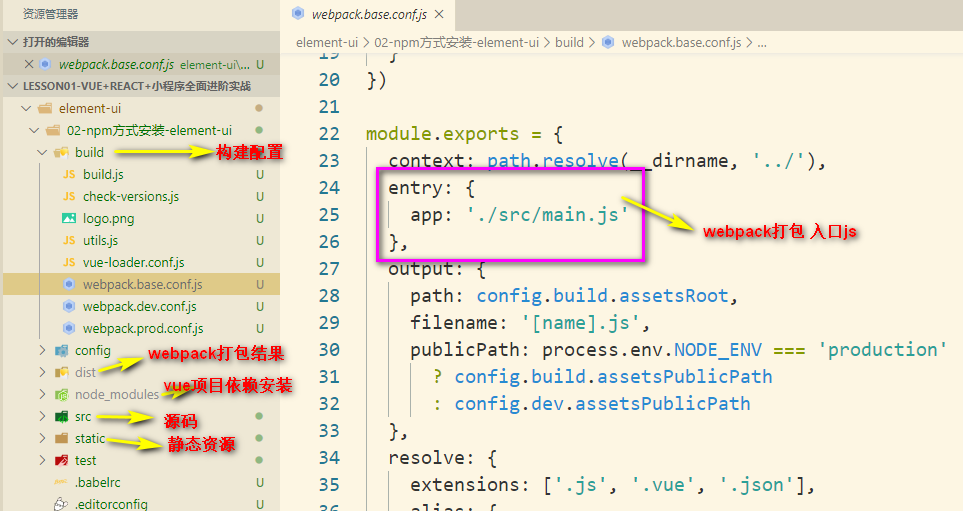 资源管理器
打开的编辑器
webpack.base.conf.js element-ui\... U
LESSON01-VUE+REACT+小程序全面进阶实战
element-ui
02-npm方式安装-element-ui
build
构建配置
JS build.js U
JS check-versions.js U
logo.png U
JS utils.js U
JS vue-loader.conf.js U
webpack.base.conf.js U
webpack.dev.conf.js U
webpack.prod.conf.js U
config
webpack打包结果
dist
vue项目依赖安装
node_modules
src
源码
static
静态资源
test
.babelrc U
.editorconfig U
webpack.base.conf.js
element-ui > 02-npm方式安装-element-ui > build > webpack.base.conf.js > ...
19 }
20 })
21
22 module.exports = {
23 context: path.resolve(__dirname, '../'),
24 entry: {
25 app: './src/main.js'
webpack打包 入口js
26 },
27 output: {
28 path: config.build.assetsRoot,
29 filename: '[name].js',
30 publicPath: process.env.NODE_ENV === 'production'
31 ? config.build.assetsPublicPath
32 : config.dev.assetsPublicPath
33 },
34 resolve: {
35 extensions: ['.js', '.vue', '.json'],
36 alias: {